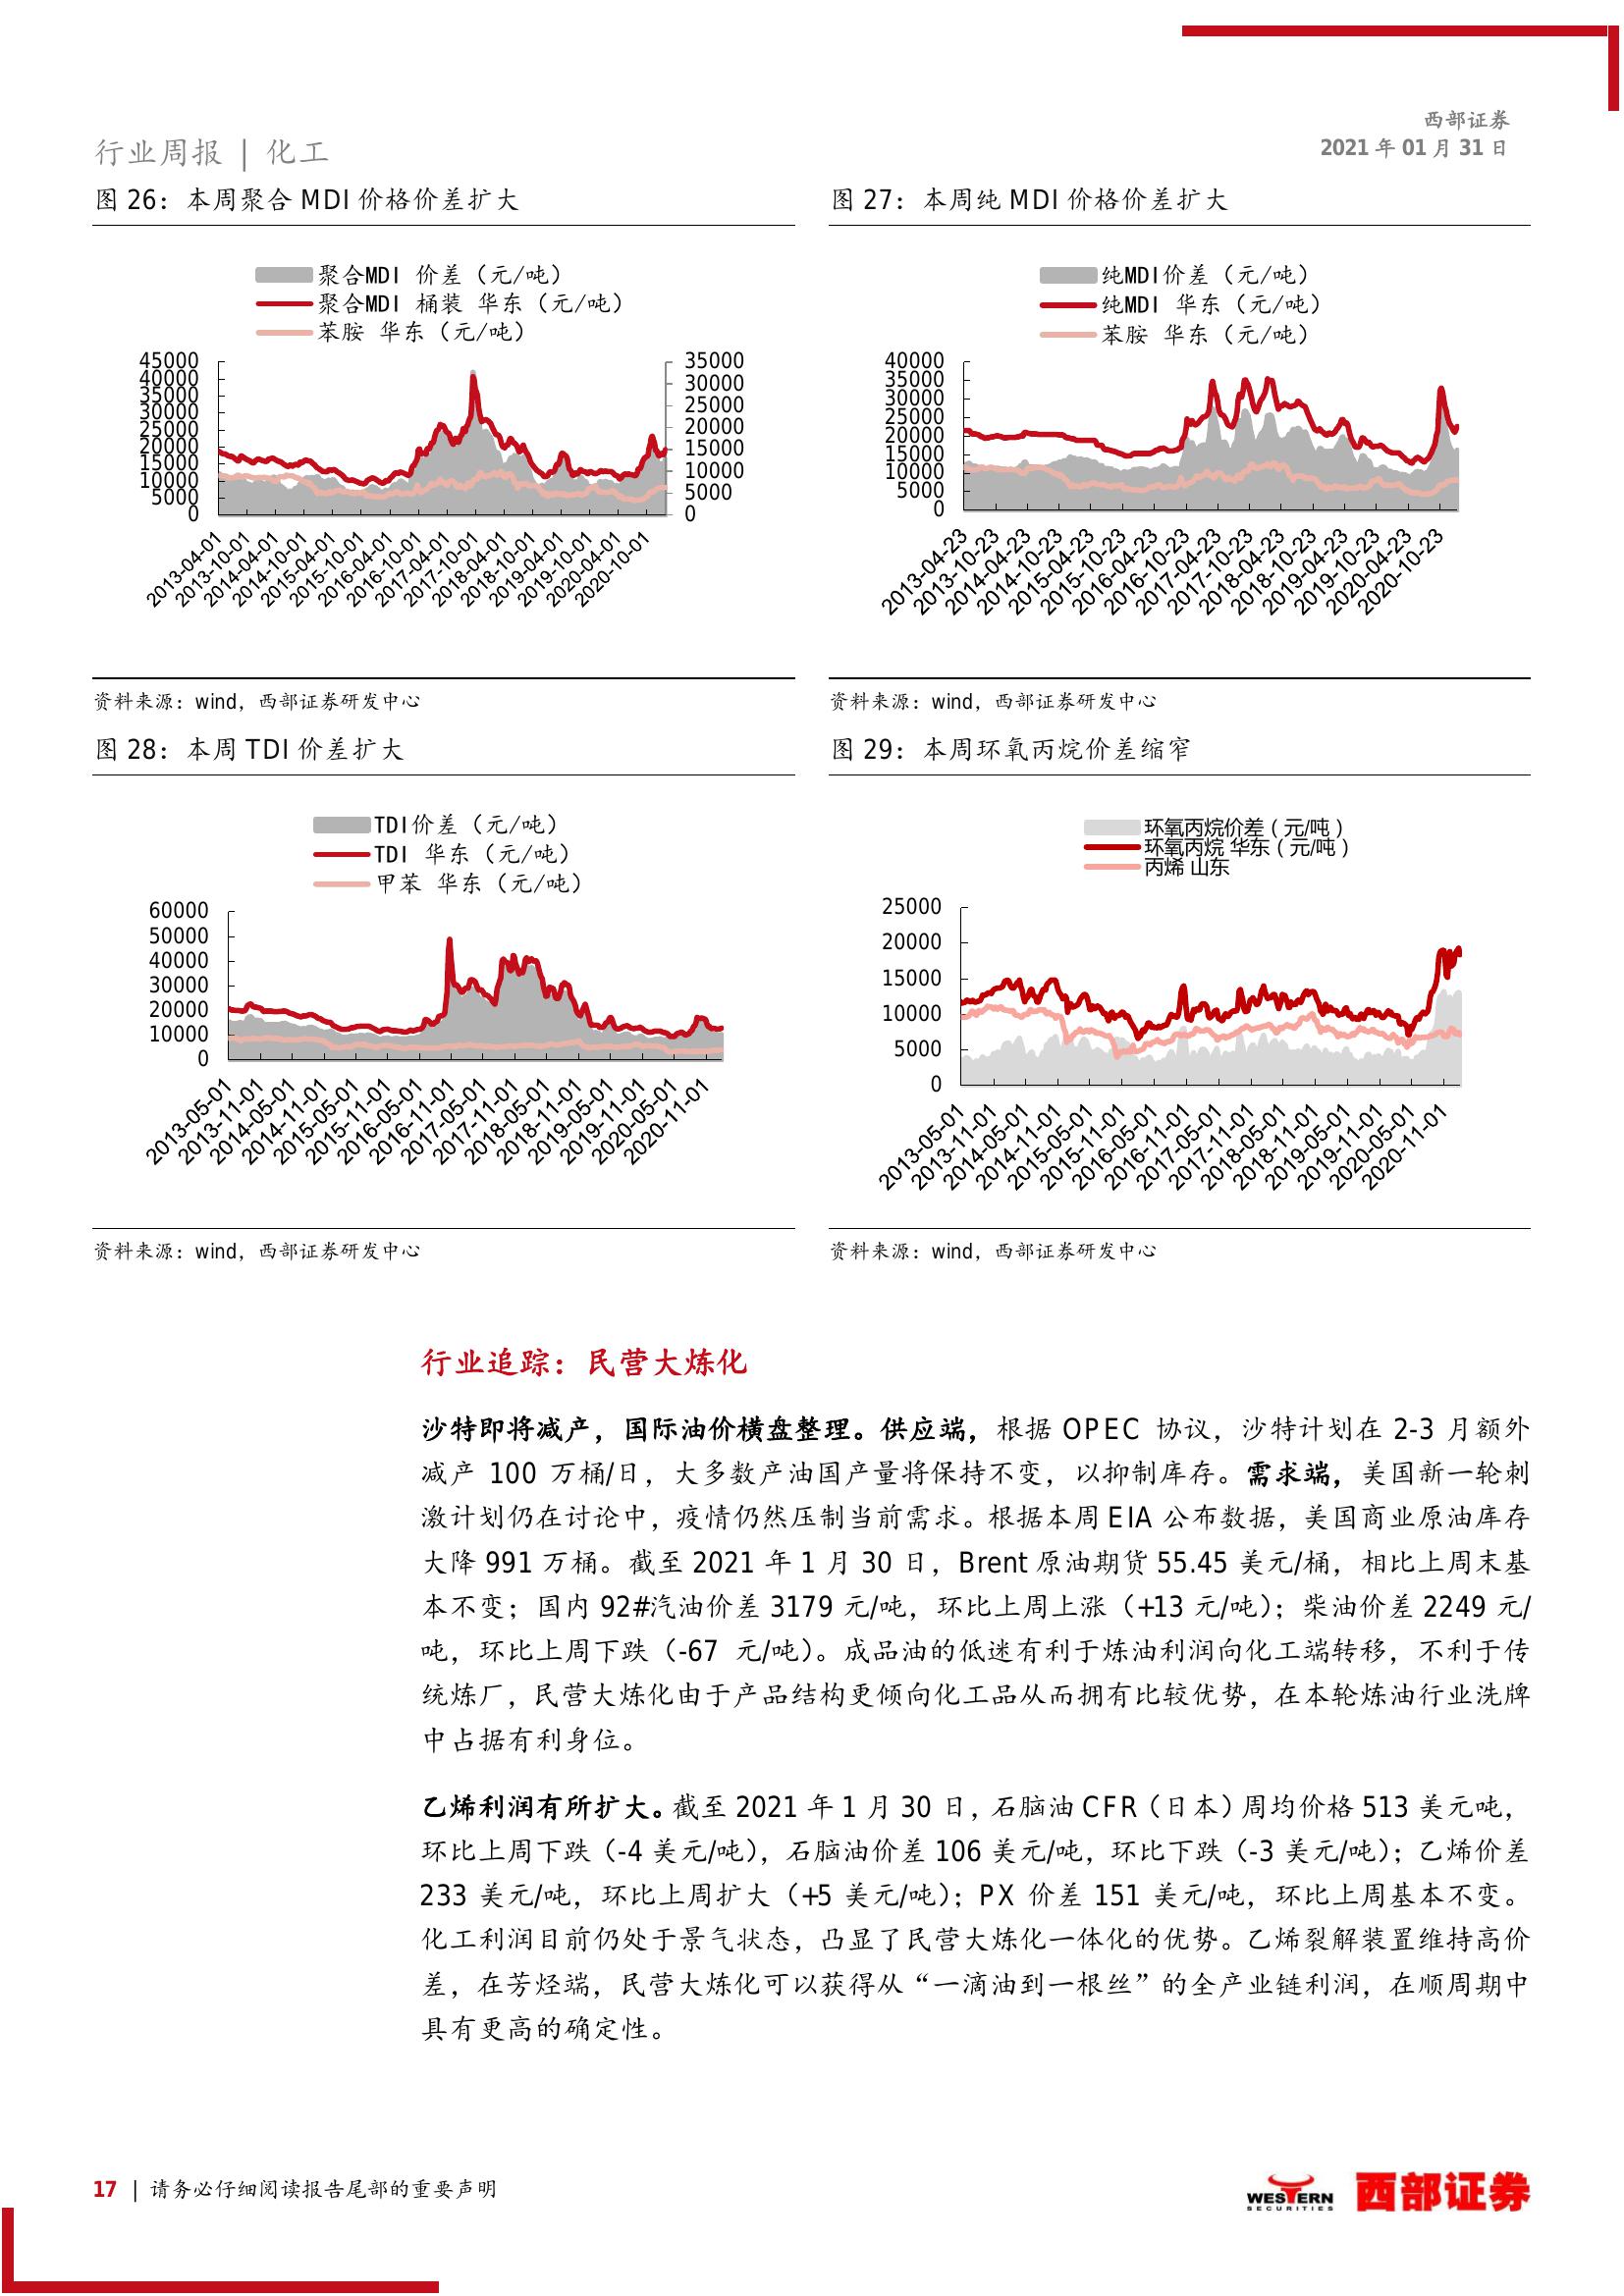 西部证券
2021 年 01 月 31 日
行业周报 | 化工
图 26：本周聚合 MDI 价格价差扩大
聚合MDI 价差（元/吨）
聚合MDI 桶装 华东（元/吨）
苯胺 华东（元/吨）
45000
40000
35000
30000
25000
20000
15000
10000
5000
0
35000
30000
25000
20000
15000
10000
5000
0
2013-04-01
2013-10-01
2014-04-01
2014-10-01
2015-04-01
2015-10-01
2016-04-01
2016-10-01
2017-04-01
2017-10-01
2018-04-01
2018-10-01
2019-04-01
2019-10-01
2020-04-01
2020-10-01
资料来源：wind，西部证券研发中心
图 27：本周纯 MDI 价格价差扩大
纯MDI价差（元/吨）
纯MDI 华东（元/吨）
苯胺 华东（元/吨）
40000
35000
30000
25000
20000
15000
10000
5000
0
2013-04-23
2013-10-23
2014-04-23
2014-10-23
2015-04-23
2015-10-23
2016-04-23
2016-10-23
2017-04-23
2017-10-23
2018-04-23
2018-10-23
2019-04-23
2019-10-23
2020-04-23
2020-10-23
资料来源：wind，西部证券研发中心
图 28：本周 TDI 价差扩大
TDI价差（元/吨）
TDI 华东（元/吨）
甲苯 华东（元/吨）
60000
50000
40000
30000
20000
10000
0
2013-05-01
2013-11-01
2014-05-01
2014-11-01
2015-05-01
2015-11-01
2016-05-01
2016-11-01
2017-05-01
2017-11-01
2018-05-01
2018-11-01
2019-05-01
2019-11-01
2020-05-01
2020-11-01
资料来源：wind，西部证券研发中心
图 29：本周环氧丙烷价差缩窄
环氧丙烷价差（元/吨）
环氧丙烷 华东（元/吨）
丙烯 山东
25000
20000
15000
10000
5000
0
2013-05-01
2013-11-01
2014-05-01
2014-11-01
2015-05-01
2015-11-01
2016-05-01
2016-11-01
2017-05-01
2017-11-01
2018-05-01
2018-11-01
2019-05-01
2019-11-01
2020-05-01
2020-11-01
资料来源：wind，西部证券研发中心
行业追踪：民营大炼化
沙特即将减产，国际油价横盘整理。供应端，根据 OPEC 协议，沙特计划在 2-3 月额外
减产 100 万桶/日，大多数产油国产量将保持不变，以抑制库存。需求端，美国新一轮刺
激计划仍在讨论中，疫情仍然压制当前需求。根据本周 EIA 公布数据，美国商业原油库存
大降 991 万桶。截至 2021 年 1 月 30 日，Brent 原油期货 55.45 美元/桶，相比上周末基
本不变；国内 92#汽油价差 3179 元/吨，环比上周上涨（+13 元/吨）；柴油价差 2249 元/
吨，环比上周下跌（-67 元/吨）。成品油的低迷有利于炼油利润向化工端转移，不利于传
统炼厂，民营大炼化由于产品结构更倾向化工品从而拥有比较优势，在本轮炼油行业洗牌
中占据有利身位。
乙烯利润有所扩大。截至 2021 年 1 月 30 日，石脑油 CFR（日本）周均价格 513 美元吨，
环比上周下跌（-4 美元/吨），石脑油价差 106 美元/吨，环比下跌（-3 美元/吨）；乙烯价差
233 美元/吨，环比上周扩大（+5 美元/吨）；PX 价差 151 美元/吨，环比上周基本不变。
化工利润目前仍处于景气状态，凸显了民营大炼化一体化的优势。乙烯裂解装置维持高价
差，在芳烃端，民营大炼化可以获得从“一滴油到一根丝”的全产业链利润，在顺周期中
具有更高的确定性。
17 | 请务必仔细阅读报告尾部的重要声明
WESTERN
SECURITIES
西部证券